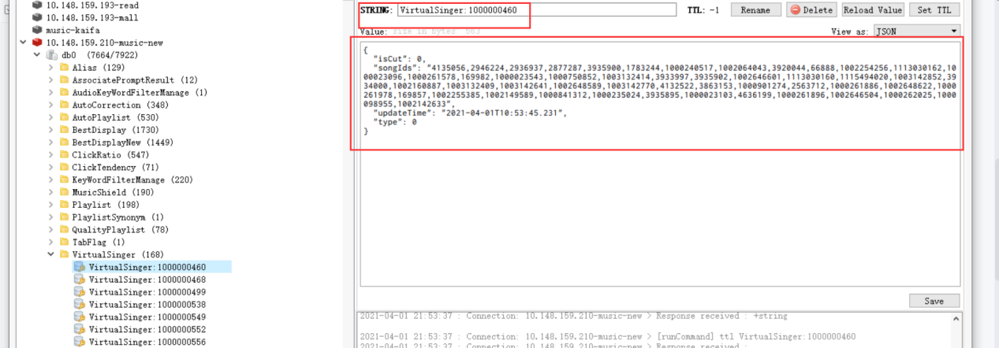 10.148.159.193-read
10.148.159.193-mall
music-kaifa
10.148.159.210-music-new
db0 (7664/7922)
Alias (129)
AssociatePromptResult (12)
AudioKeyWordFilterManage (1)
AutoCorrection (348)
AutoPlaylist (530)
BestDisplay (1730)
BestDisplayNew (1449)
ClickRatio (547)
ClickTendency (71)
KeyWordFilterManage (220)
MusicShield (190)
Playlist (198)
PlaylistSynonym (1)
QualityPlaylist (78)
TabFlag (1)
VirtualSinger (168)
VirtualSinger:1000000460
VirtualSinger:1000000468
VirtualSinger:1000000499
VirtualSinger:1000000538
VirtualSinger:1000000549
VirtualSinger:1000000552
VirtualSinger:1000000556
STRING: VirtualSinger:1000000460 TTL: -1 Rename Delete Reload Value Set TTL
Value: size in bytes: 563 View as: JSON
{
"isCut": 0,
"songIds": "4135056,2946224,2936937,2877287,3935900,1783244,1000240517,1002064043,3920044,66888,1002254256,1113030162,1
000023096,1000261578,169982,1000023543,1000750852,1003132414,3933997,3935902,1002646601,1113030160,1115494020,1003142852,39
34000,1002160887,1003132409,1003142641,1002648589,1003142770,4132522,3863153,1000901274,2563712,1000261886,1002648622,1000
261978,169857,1002255385,1002149589,1000841312,1000235024,3935895,1000023103,4636199,1000261896,1002646504,1000262025,1000
098955,1002142633",
"updateTime": "2021-04-01T10:53:45.231",
"type": 0
}
Save
2021-04-01 21:53:37 : Connection: 10.148.159.210-music-new > Response received : +string
2021-04-01 21:53:37 : Connection: 10.148.159.210-music-new > [runCommand] ttl VirtualSinger:1000000460
2021-04-01 21:53:37 : Connection: 10.148.159.210-music-new > Response received :